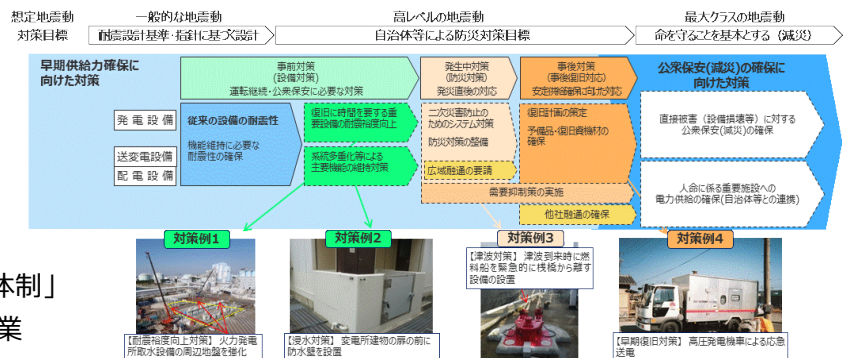 想定地震動
一般的な地震動
高レベルの地震動
最大クラスの地震動
対策目標
耐震設計基準・指針に基づく設計
自治体等による防災対策目標
命を守ることを基本とする(減災)
早期供給力確保に
向けた対策
事前対策
(設備対策)
運転継続・公衆保安に必要な対策
発生中対策
(防災対策)
発災直後の対応
事後対策
(事後復旧対応)
安定供給確保に向けた対応
公衆保安(減災)の確保に
向けた対策
発電設備
送変電設備
配電設備
従来の設備の耐震性
機能維持に必要な
耐震性の確保
復旧に時間を要する重
要設備の耐震裕度向上
系統多重化等による
主要機能の維持対策
二次災害防止の
ためのシステム対策
防災対策の整備
広域融通の要請
復旧計画の策定
予備品・復旧資機材の
確保
需要抑制策の実施
他社融通の確保
直接被害(設備損壊等)に対する
公衆保安(減災)の確保
人命に係る重要施設への
電力供給の確保(自治体等との連携)
対策例1
対策例2
対策例3
対策例4
【津波対策】 津波到来時に燃
料船を緊急的に桟橋から離す
設備の設置
体制」
業
【耐震裕度向上対策】 火力発電
所取水設備の周辺地盤を強化
【浸水対策】 変電所建物の扉の前に
防水壁を設置
【早期復旧対策】 高圧発電機車による応急
送電